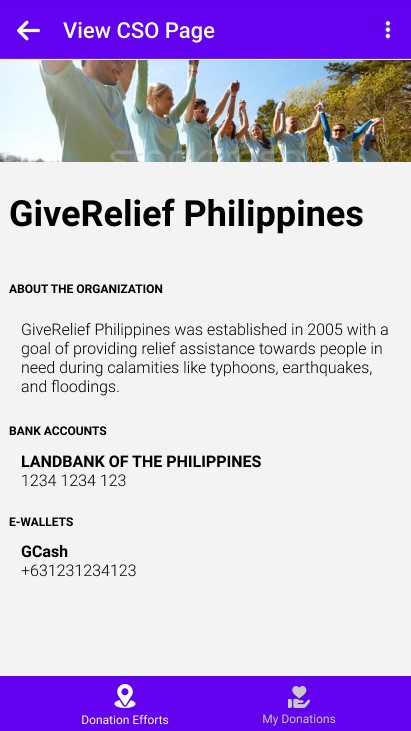 View CSO Page
GiveRelief Philippines
ABOUT THE ORGANIZATION
GiveRelief Philippines was established in 2005 with a
goal of providing relief assistance towards people in
need during calamities like typhoons, earthquakes,
and floodings.
BANK ACCOUNTS
LANDBANK OF THE PHILIPPINES
1234 1234 123
E-WALLETS
GCash
+631231234123
Donation Efforts
My Donations